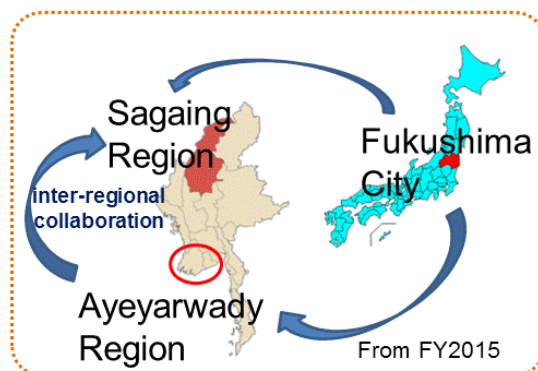 Sagaing
Region
Fukushima
City
inter-regional
collaboration
Ayeyarwady
Region
From FY2015